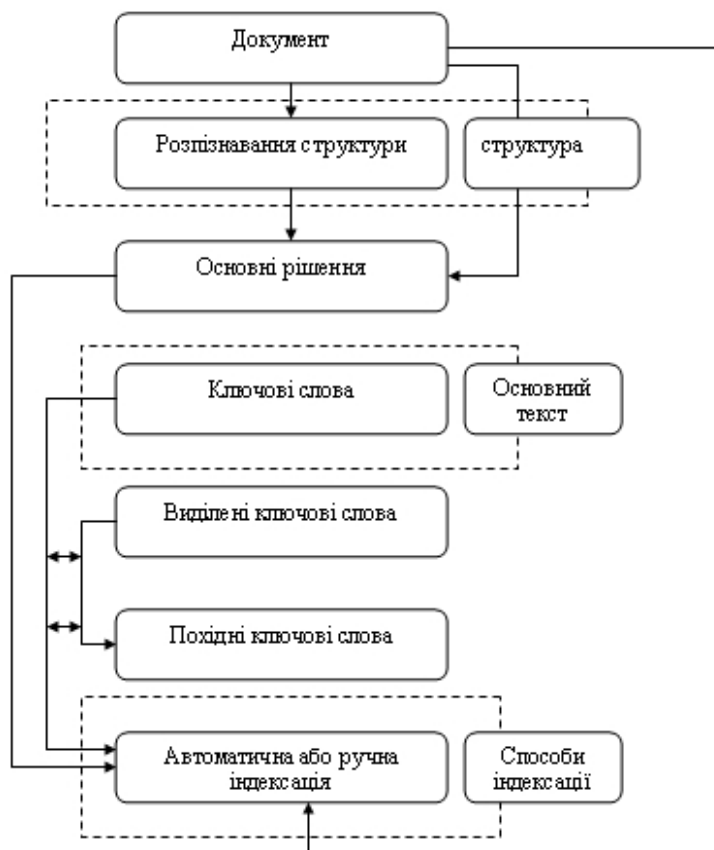 Документ
Розпізнавання структури
структура
Основні рішення
Ключові слова
Основний
текст
Виділені ключові слова
Похідні ключові слова
Автоматична або ручна
індексація
Способи
індексації